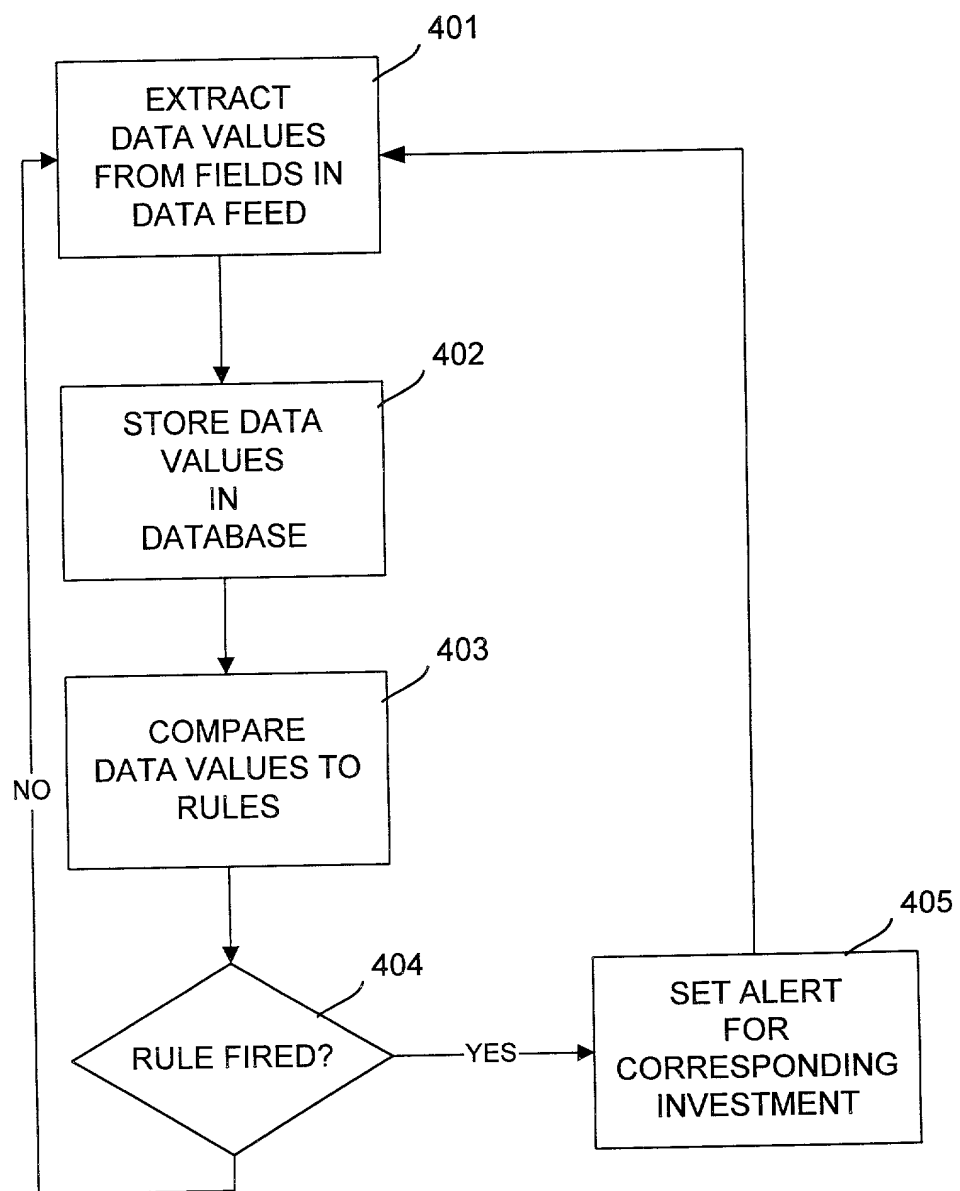 401
EXTRACT
DATA VALUES
FROM FIELDS IN
DATA FEED
402
STORE DATA
VALUES
IN
DATABASE
403
COMPARE
DATA VALUES TO
RULES
NO
404
RULE FIRED?
YES
405
SET ALERT
FOR
CORRESPONDING
INVESTMENT